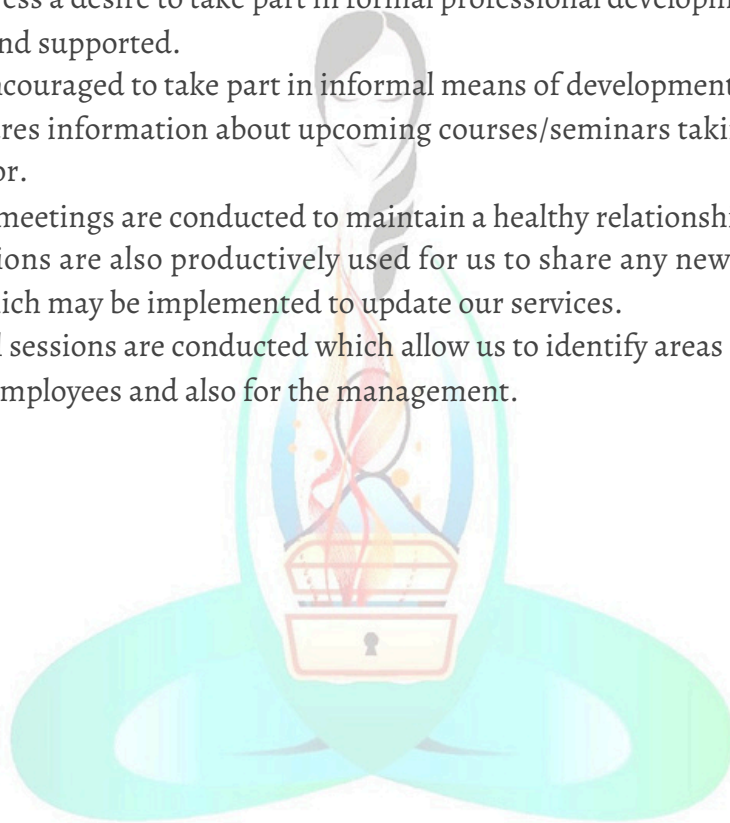 ess a desire to take part in formal professional developm
nd supported.
couraged to take part in informal means of development
res information about upcoming courses/seminars taki
or.
meetings are conducted to maintain a healthy relationshi
ions are also productively used for us to share any new
ich may be implemented to update our services.
l sessions are conducted which allow us to identify areas
mployees and also for the management.